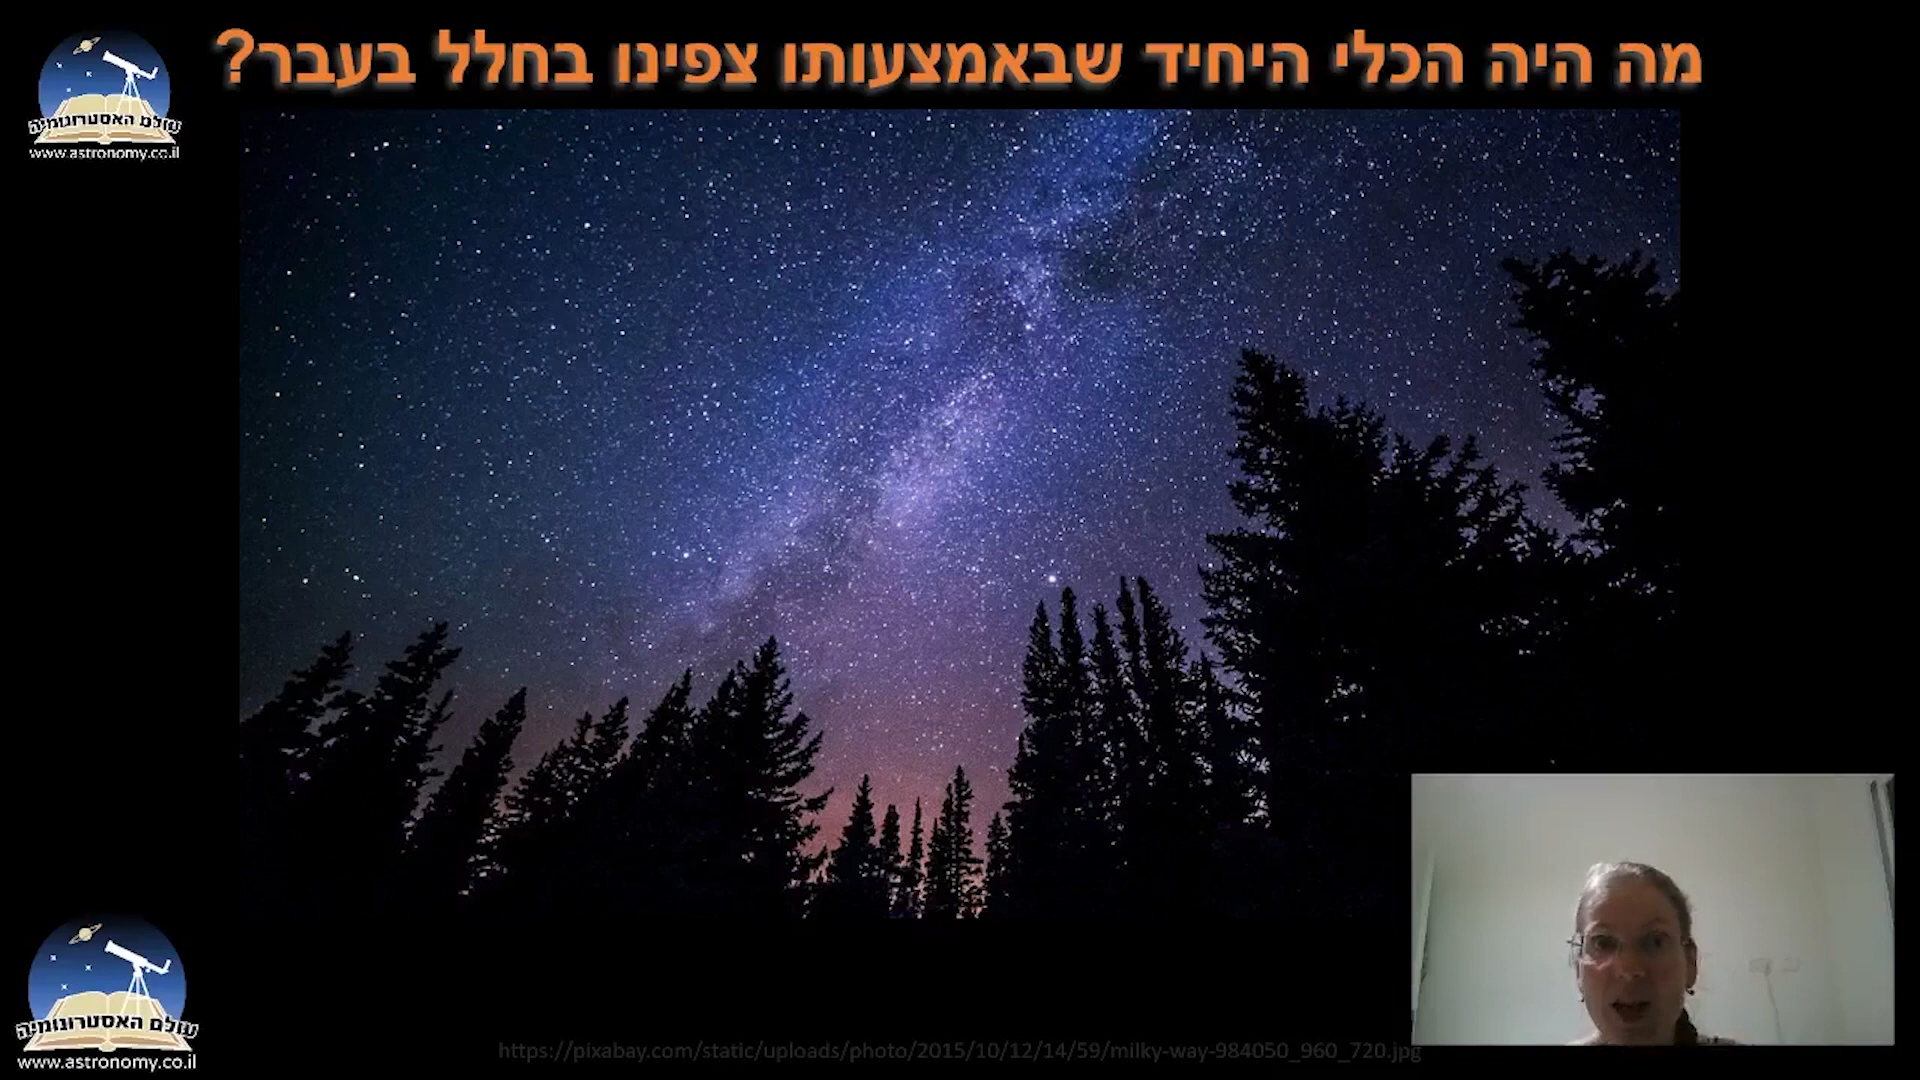 מה היה הכלי היחיד שבאמצעותו צפינו בחלל בעבר?
עולם האסטרונומיה
www.astronomy.co.il
עולם האסטרונומיה
www.astronomy.co.il
https://pixabay.com/static/uploads/photo/2015/10/12/14/59/milky-way-984050_960_720.jpg